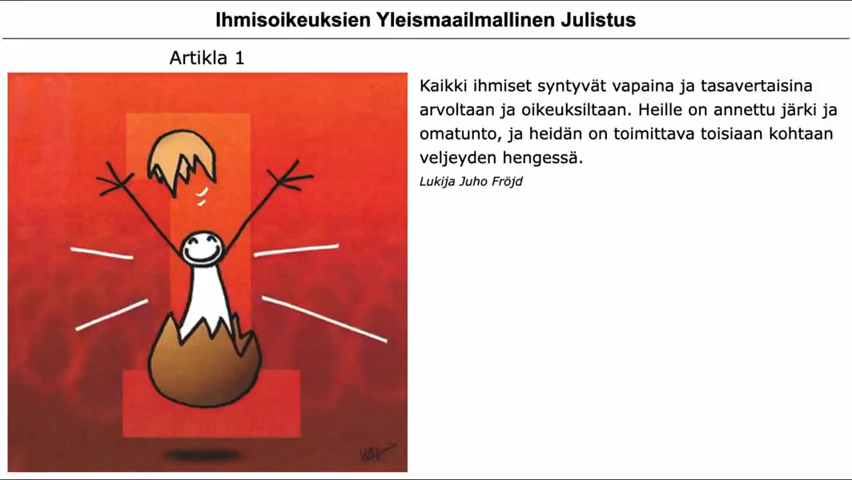 Ihmisoikeuksien Yleismaailmallinen Julistus
Artikla 1
Kaikki ihmiset syntyvät vapaina ja tasavertaisina
arvoltaan ja oikeuksiltaan. Heille on annettu järki ja
omatunto, ja heidän on toimittava toisiaan kohtaan
veljeyden hengessä.
Lukija Juho Fröjd